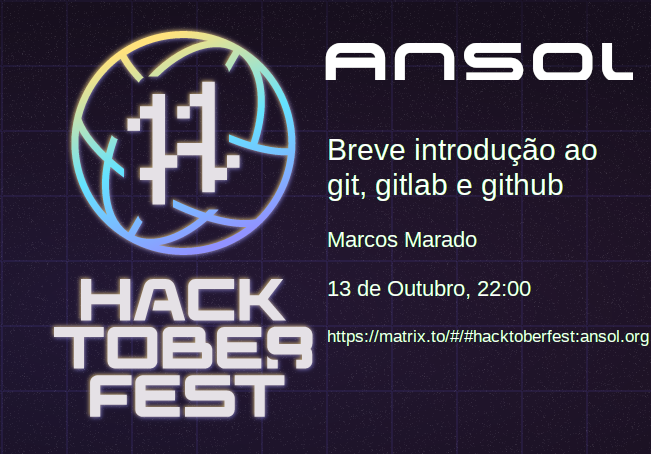 ANSOL
Breve introdução ao
git, gitlab e github
Marcos Marado
13 de Outubro, 22:00
https://matrix.to/#/#hacktoberfest:ansol.org
HACK
TOBER
FEST